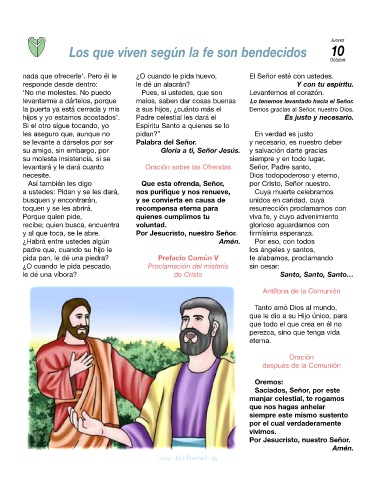 Los que viven según la fe son bendecidos
Jueves
10
Octubre
nada que ofrecerle'. Pero él le
responde desde dentro:
'No me molestes. No puedo
levantarme a dártelos, porque
la puerta ya está cerrada y mis
hijos y yo estamos acostados'.
Si el otro sigue tocando, yo
les aseguro que, aunque no
se levante a dárselos por ser
su amigo, sin embargo, por
su molesta insistencia, sí se
levantará y le dará cuanto
necesite.
Así también les digo
a ustedes: Pidan y se les dará,
busquen y encontrarán,
toquen y se les abrirá.
Porque quien pide,
recibe; quien busca, encuentra
y al que toca, se le abre.
¿Habrá entre ustedes algún
padre que, cuando su hijo le
pida pan, le dé una piedra?
¿O cuando le pida pescado,
le dé una víbora?
¿O cuando le pida huevo,
le dé un alacrán?
Pues, si ustedes, que son
malos, saben dar cosas buenas
a sus hijos, ¿cuánto más el
Padre celestial les dará el
Espíritu Santo a quienes se lo
pidan?"
Palabra del Señor.
Gloria a ti, Señor Jesús.
Oración sobre las Ofrendas
Que esta ofrenda, Señor,
nos purifique y nos renueve,
y se convierta en causa de
recompensa eterna para
quienes cumplimos tu
voluntad.
Por Jesucristo, nuestro Señor.
Amén.
Prefacio Común V
Proclamación del misterio
de Cristo
El Señor esté con ustedes.
Y con tu espíritu.
Levantemos el corazón.
Lo tenemos levantado hacia el Señor.
Demos gracias al Señor, nuestro Dios.
Es justo y necesario.
En verdad es justo
y necesario, es nuestro deber
y salvación darte gracias
siempre y en todo lugar,
Señor, Padre santo,
Dios todopoderoso y eterno,
por Cristo, Señor nuestro.
Cuya muerte celebramos
unidos en caridad, cuya
resurrección proclamamos con
viva fe, y cuyo advenimiento
glorioso aguardamos con
firmísima esperanza.
Por eso, con todos
los ángeles y santos,
te alabamos, proclamando
sin cesar:
Santo, Santo, Santo...
Antífona de la Comunión
Tanto amó Dios al mundo,
que le dio a su Hijo único, para
que todo el que crea en él no
perezca, sino que tenga vida
eterna.
Oración
después de la Comunión
Oremos:
Saciados, Señor, por este
manjar celestial, te rogamos
que nos hagas anhelar
siempre este mismo sustento
por el cual verdaderamente
vivimos.
Por Jesucristo, nuestro Señor.
Amén.